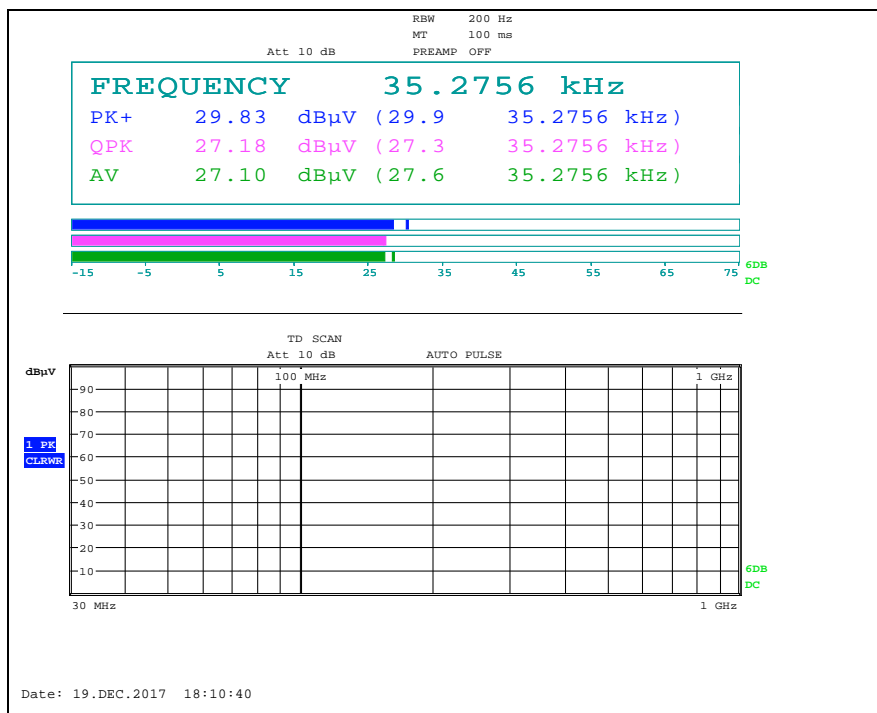 RBW 200 Hz
MT 100 ms
Att 10 dB PREAMP OFF
FREQUENCY 35.2756 kHz
PK+ 29.83 dBµV (29.9 35.2756 kHz)
QPK 27.18 dBµV (27.3 35.2756 kHz)
AV 27.10 dBµV (27.6 35.2756 kHz)
-15 -5 5 15 25 35 45 55 65 75
6DB
DC
TD SCAN
Att 10 dB AUTO PULSE
dBµV
100 MHz 1 GHz
90
80
70
1 PK
CLRWR
60
50
40
30
20
10
6DB
DC
30 MHz 1 GHz
Date: 19.DEC.2017 18:10:40